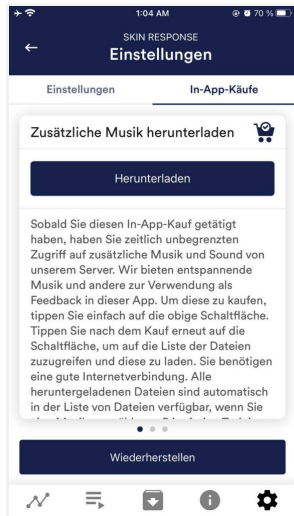 1:04 AM
70 %
SKIN RESPONSE
Einstellungen
Einstellungen
In-App-Käufe
Zusätzliche Musik herunterladen
Herunterladen
Sobald Sie diesen In-App-Kauf getätigt
haben, haben Sie zeitlich unbegrenzten
Zugriff auf zusätzliche Musik und Sound von
unserem Server. Wir bieten entspannende
Musik und andere zur Verwendung als
Feedback in dieser App. Um diese zu kaufen,
tippen Sie einfach auf die obige Schaltfläche.
Tippen Sie nach dem Kauf erneut auf die
Schaltfläche, um auf die Liste der Dateien
zuzugreifen und diese zu laden. Sie benötigen
eine gute Internetverbindung. Alle
heruntergeladenen Dateien sind automatisch
in der Liste von Dateien verfügbar, wenn Sie
Wiederherstellen